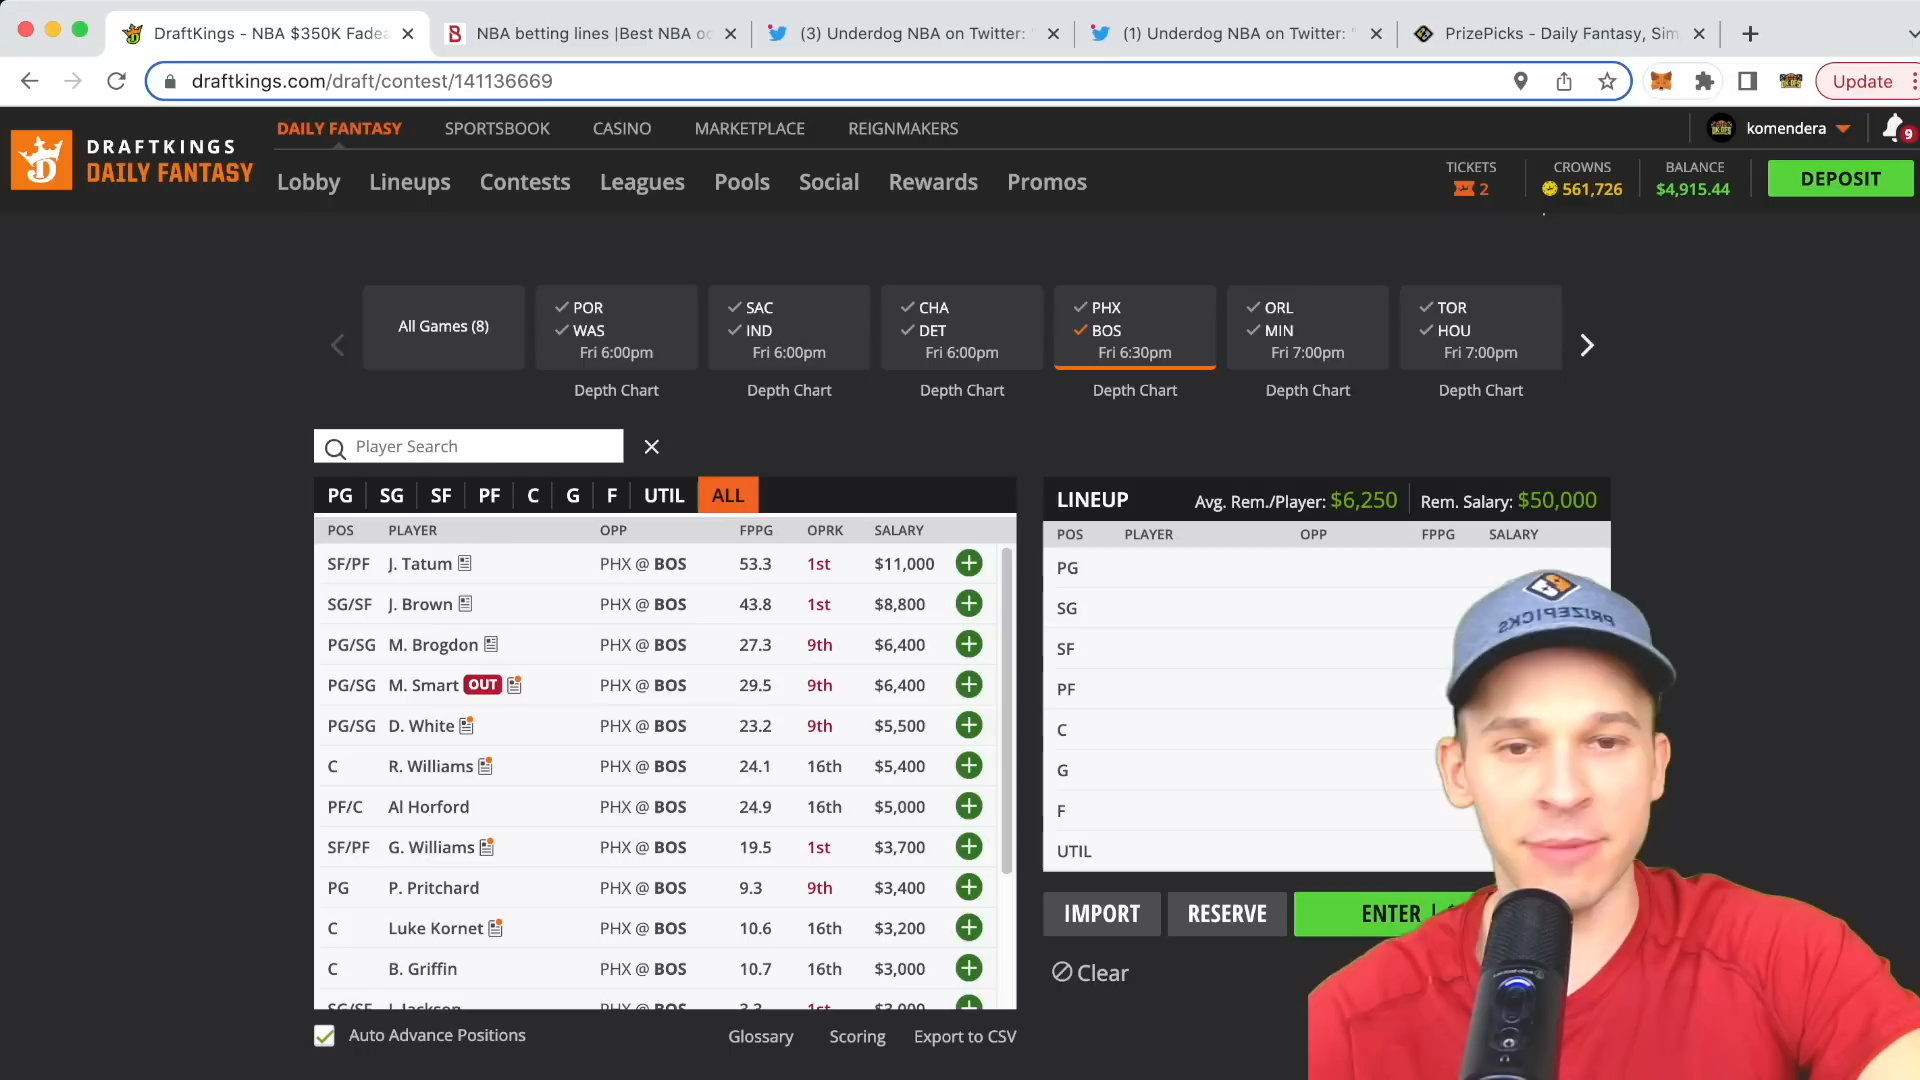 DraftKings - NBA $350K Fadea
NBA betting lines |Best NBA o
(3) Underdog NBA on Twitter: "
(1) Underdog NBA on Twitter: "
PrizePicks - Daily Fantasy, Sim
draftkings.com/draft/contest/141136669
Update
DRAFTKINGS
DAILY FANTASY
DAILY FANTASY SPORTSBOOK CASINO MARKETPLACE REIGNMAKERS
komendera
9
Lobby Lineups Contests Leagues Pools Social Rewards Promos
TICKETS
2
CROWNS
561,726
BALANCE
$4,915.44
DEPOSIT
All Games (8)
POR
WAS
Fri 6:00pm
Depth Chart
SAC
IND
Fri 6:00pm
Depth Chart
CHA
DET
Fri 6:00pm
Depth Chart
PHX
BOS
Fri 6:30pm
Depth Chart
ORL
MIN
Fri 7:00pm
Depth Chart
TOR
HOU
Fri 7:00pm
Depth Chart
Player Search
PG SG SF PF C G F UTIL ALL
POS PLAYER OPP FPPG OPRK SALARY
SF/PF J. Tatum PHX @ BOS 53.3 1st $11,000
SG/SF J. Brown PHX @ BOS 43.8 1st $8,800
PG/SG M. Brogdon PHX @ BOS 27.3 9th $6,400
PG/SG M. Smart OUT PHX @ BOS 29.5 9th $6,400
PG/SG D. White PHX @ BOS 23.2 9th $5,500
C R. Williams PHX @ BOS 24.1 16th $5,400
PF/C Al Horford PHX @ BOS 24.9 16th $5,000
SF/PF G. Williams PHX @ BOS 19.5 1st $3,700
PG P. Pritchard PHX @ BOS 9.3 9th $3,400
C Luke Kornet PHX @ BOS 10.6 16th $3,200
C B. Griffin PHX @ BOS 10.7 16th $3,000
SG/SF J. Jackson PHX @ BOS 3.3 1st $3,000
Auto Advance Positions
Glossary Scoring Export to CSV
LINEUP Avg. Rem./Player: $6,250 Rem. Salary: $50,000
POS PLAYER OPP FPPG SALARY
PG
SG
SF
PF
C
G
F
UTIL
IMPORT RESERVE ENTER |
Clear
PRIZEPICKS